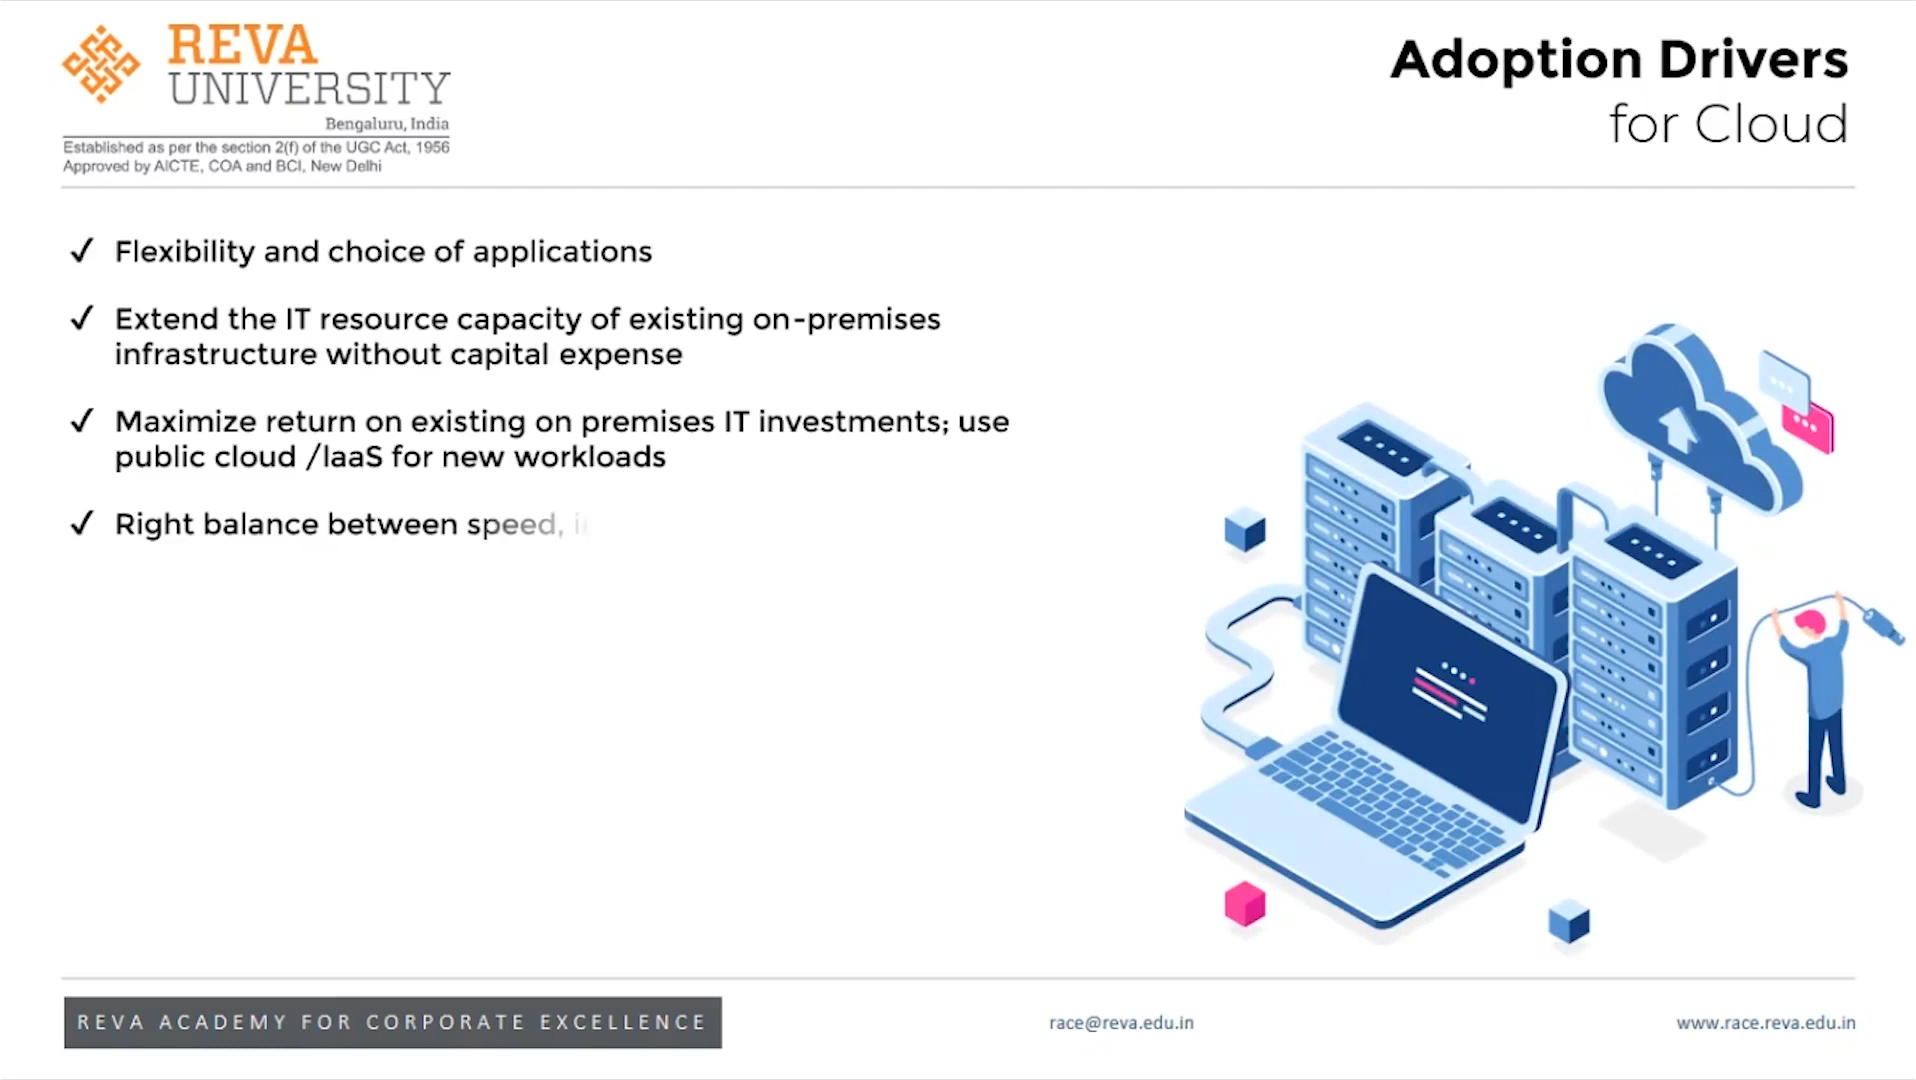 REVA
UNIVERSITY
Bengaluru, India
Established as per the section 2(f) of the UGC Act, 1956
Approved by AICTE, COA and BCI, New Delhi
Adoption Drivers
for Cloud
✓ Flexibility and choice of applications
✓ Extend the IT resource capacity of existing on-premises
infrastructure without capital expense
✓ Maximize return on existing on premises IT investments; use
public cloud /IaaS for new workloads
✓ Right balance between speed,
REVA ACADEMY FOR CORPORATE EXCELLENCE
race@reva.edu.in
www.race.reva.edu.in